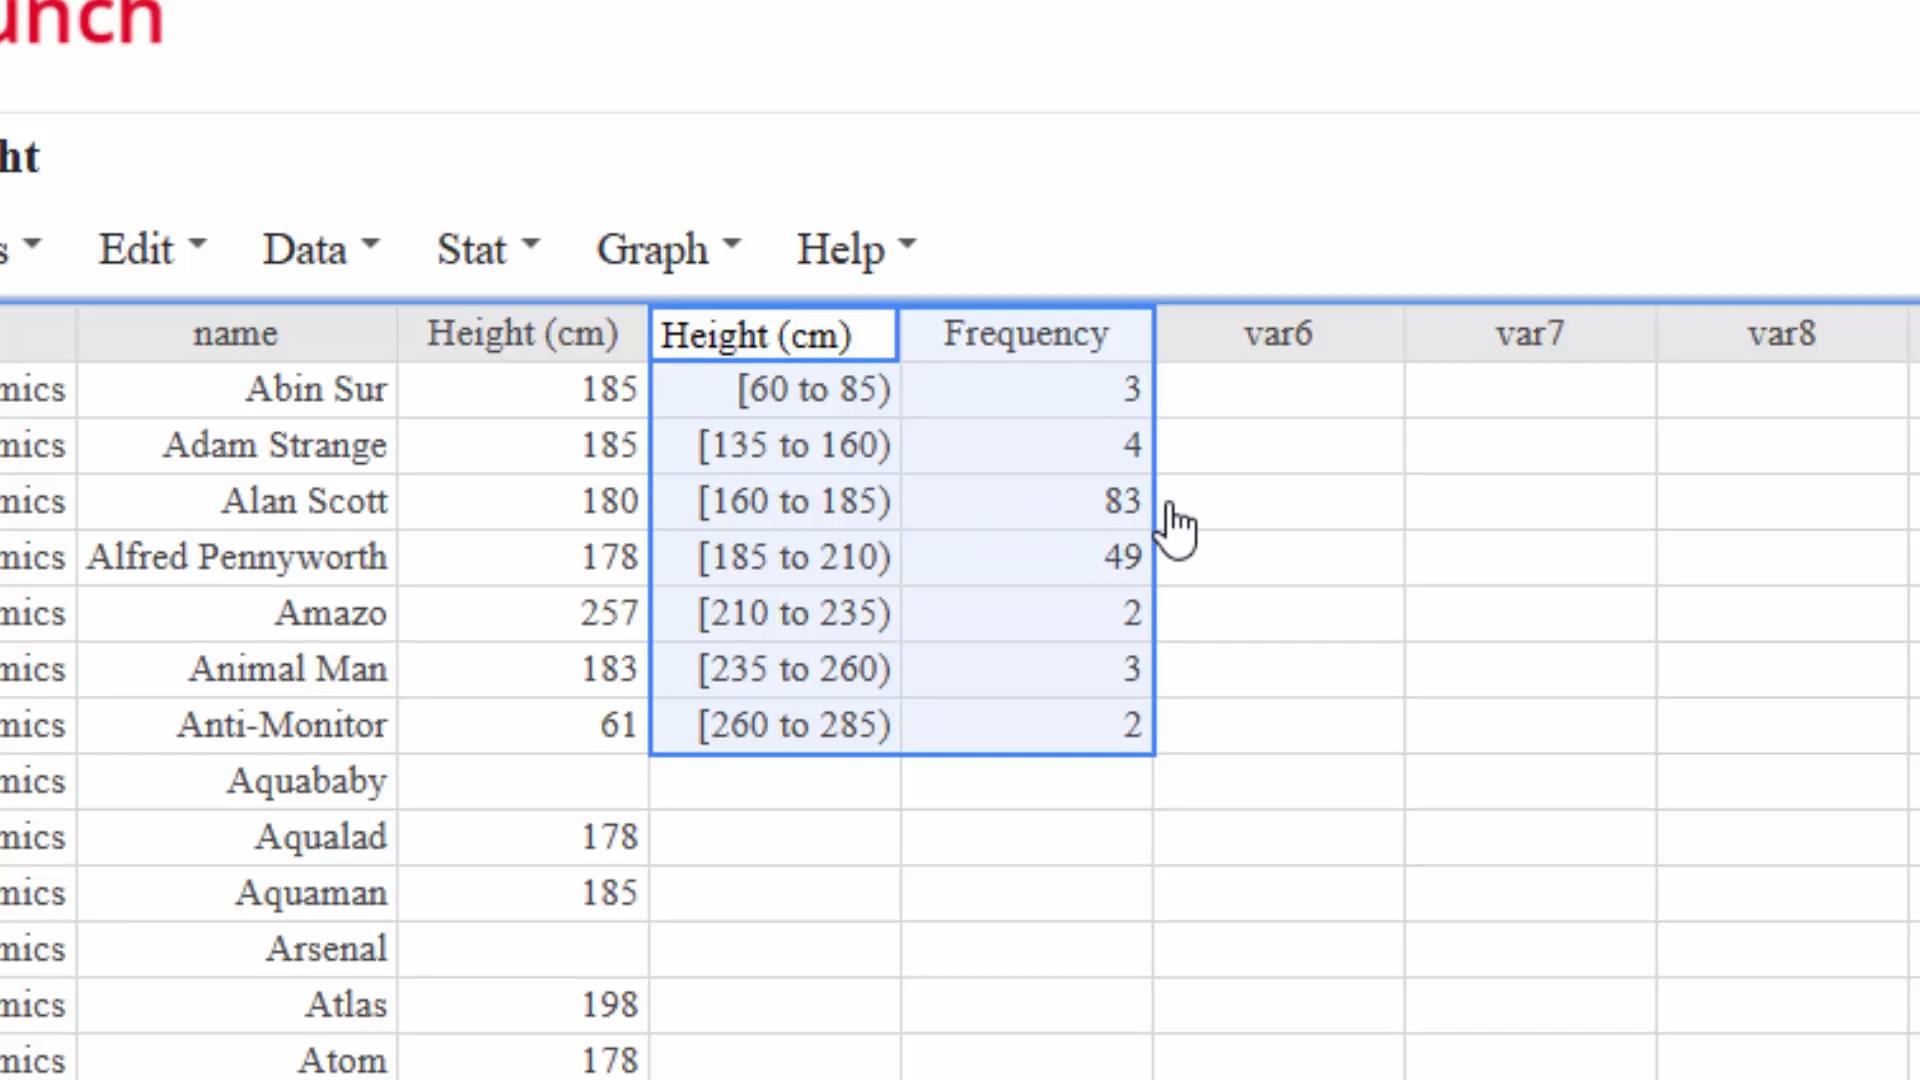 unch
ht
s Edit Data Stat Graph Help
name Height (cm) Height (cm) Frequency var6 var7 var8
mics Abin Sur 185 [60 to 85) 3
mics Adam Strange 185 [135 to 160) 4
mics Alan Scott 180 [160 to 185) 83
mics Alfred Pennyworth 178 [185 to 210) 49
mics Amazo 257 [210 to 235) 2
mics Animal Man 183 [235 to 260) 3
mics Anti-Monitor 61 [260 to 285) 2
mics Aquababy
mics Aqualad 178
mics Aquaman 185
mics Arsenal
mics Atlas 198
mics Atom 178